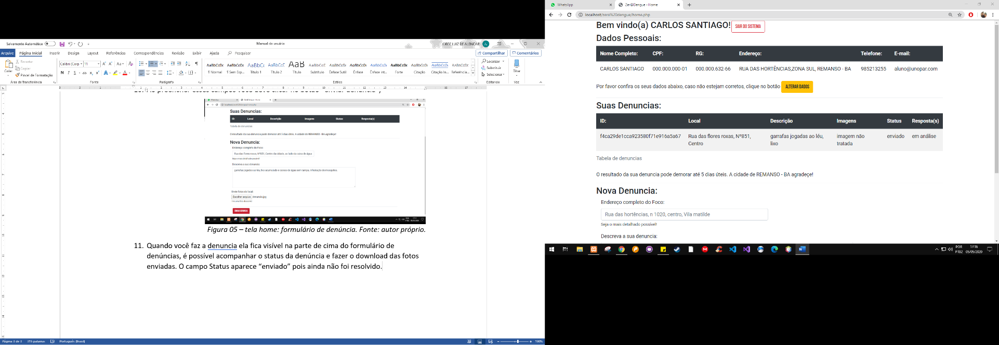 Salvamento Automático
Manual do usuário
JORGE LUIZ DE ALENCAR
Arquivo Página Inicial Inserir Design Layout Referências Correspondências Revisão Exibir Ajuda Pesquisar
Compartilhar Comentários
Colar
Recortar
Copiar
Pincel de Formatação
Área de Transferência
Calibri (Corp 11
N I S
Fonte
Parágrafo
AaBbCcDc AaBbCcDc AaBbC( AaBbCcC AaB AaBbCcC AaBbCcDc AaBbCcDc AaBbCcDc AaBbCcDc AaBbCcDc AaBbCcDc AaBbCcDc
¶ Normal ¶ Sem Esp... Título 1 Título 2 Título Subtítulo Ênfase Sutil Ênfase Ênfase Int... Forte Citação Citação In... Referência...
Estilos
Localizar
Substituir
Selecionar
Editando
Ditar
Voz
Suas Denuncias:
ID: Local Descrição Imagens Status Resposta(s)
Tabela de denuncias
O resultado da sua denuncia pode demorar até 5 dias úteis. A cidade de REMANSO - BA agradeçe!
Nova Denuncia:
Endereço completo do Foco:
Rua das flores roxas, Nº851, Centro da cidade, ao lado da caixa de água
Seja o mais detalhado possível!
Descreva a sua denuncia:
garrafas jogadas ao léu, lixo acumulado e caixas de água sem tampa, infestação de mosquitos.
Envie fotos do local:
Escolher arquivo denuncia.jpg
ENVIAR DENUNCIA
Figura 05 – tela home: formulário de denúncia. Fonte: autor próprio.
11. Quando você faz a denuncia ela fica visível na parte de cima do formulário de
denúncias, é possível acompanhar o status da denúncia e fazer o download das fotos
enviadas. O campo Status aparece “enviado” pois ainda não foi resolvido.
Página 3 de 3 315 palavras Português (Brasil)
190%
WhatsApp
Zer@Dengue - Home
localhost/zera%20dengue/home.php
Bem vindo(a) CARLOS SANTIAGO! SAIR DO SISTEMA
Dados Pessoais:
Nome Completo: CPF: RG: Endereço: Telefone: E-mail:
CARLOS SANTIAGO 000.000.000-01 000.000.632-66 RUA DAS HORTÊNCIAS,ZONA SUL, REMANSO - BA 985213255 aluno@unopar.com
Por favor confira os seus dados abaixo, caso não estejam corretos, clique no botão ALTERAR DADOS
Suas Denuncias:
ID: Local Descrição Imagens Status Resposta(s)
f4ca29de1cca923580f71e916a5a67 Rua das flores roxas, Nº851, garrafas jogadas ao léu, imagem não enviado em análise
Centro lixo tratada
Tabela de denuncias
O resultado da sua denuncia pode demorar até 5 dias úteis. A cidade de REMANSO - BA agradeçe!
Nova Denuncia:
Endereço completo do Foco:
Rua das hortências, n 1020, centro, Vila matilde
Seja o mais detalhado possível!
Descreva a sua denuncia:
POR
PTB2
17:16
05/05/2020